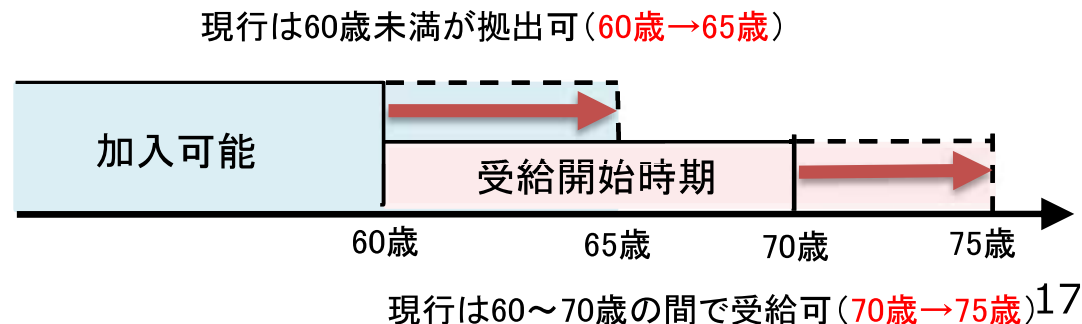 現行は60歳未満が拠出可(60歳→65歳)
加入可能
受給開始時期
60歳
65歳
70歳
75歳
現行は60~70歳の間で受給可(70歳→75歳)
17